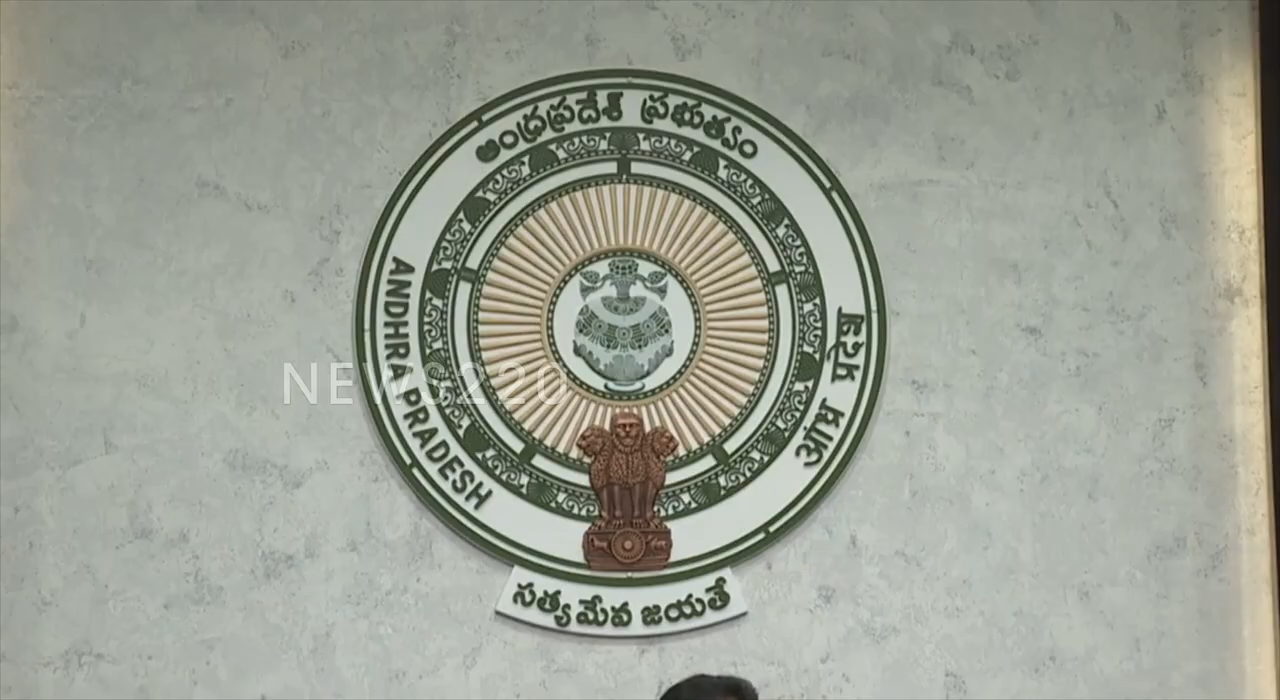 ఆంధ్రప్రదేశ్ ప్రభుత్వం
ANDHRA PRADESH
आंध्र प्रदेश
సత్యమేవ జయతే
NEWS220